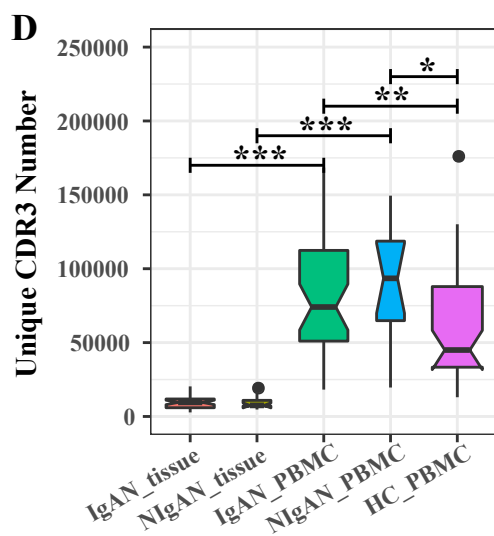 D
Unique CDR3 Number
250000
200000
150000
100000
50000
0
*
**
***
***
IgAN_tissue
NIgAN_tissue
IgAN_PBMC
NIgAN_PBMC
HC_PBMC